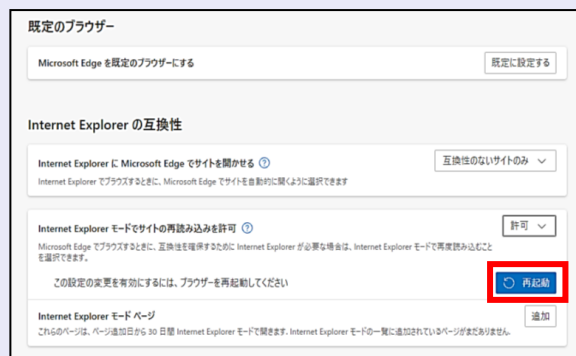 既定のブラウザー
Microsoft Edge を既定のブラウザーにする
既定に設定する
Internet Explorer の互換性
Internet Explorer に Microsoft Edge でサイトを開かせる ?
互換性のないサイトのみ
Internet Explorer でブラウズするときに、Microsoft Edge でサイトを自動的に開くように選択できます
Internet Explorer モードでサイトの再読み込みを許可 ?
許可
Microsoft Edge でブラウズするときに、互換性を確保するために Internet Explorer が必要な場合は、Internet Explorer モードで再度読み込むこと
を選択できます。
この設定の変更を有効にするには、ブラウザーを再起動してください
再起動
Internet Explorer モード ページ
追加
これらのページは、ページ追加日から 30 日間 Internet Explorer モードで開きます。Internet Explorer モードの一覧に追加されているページがまだありません。